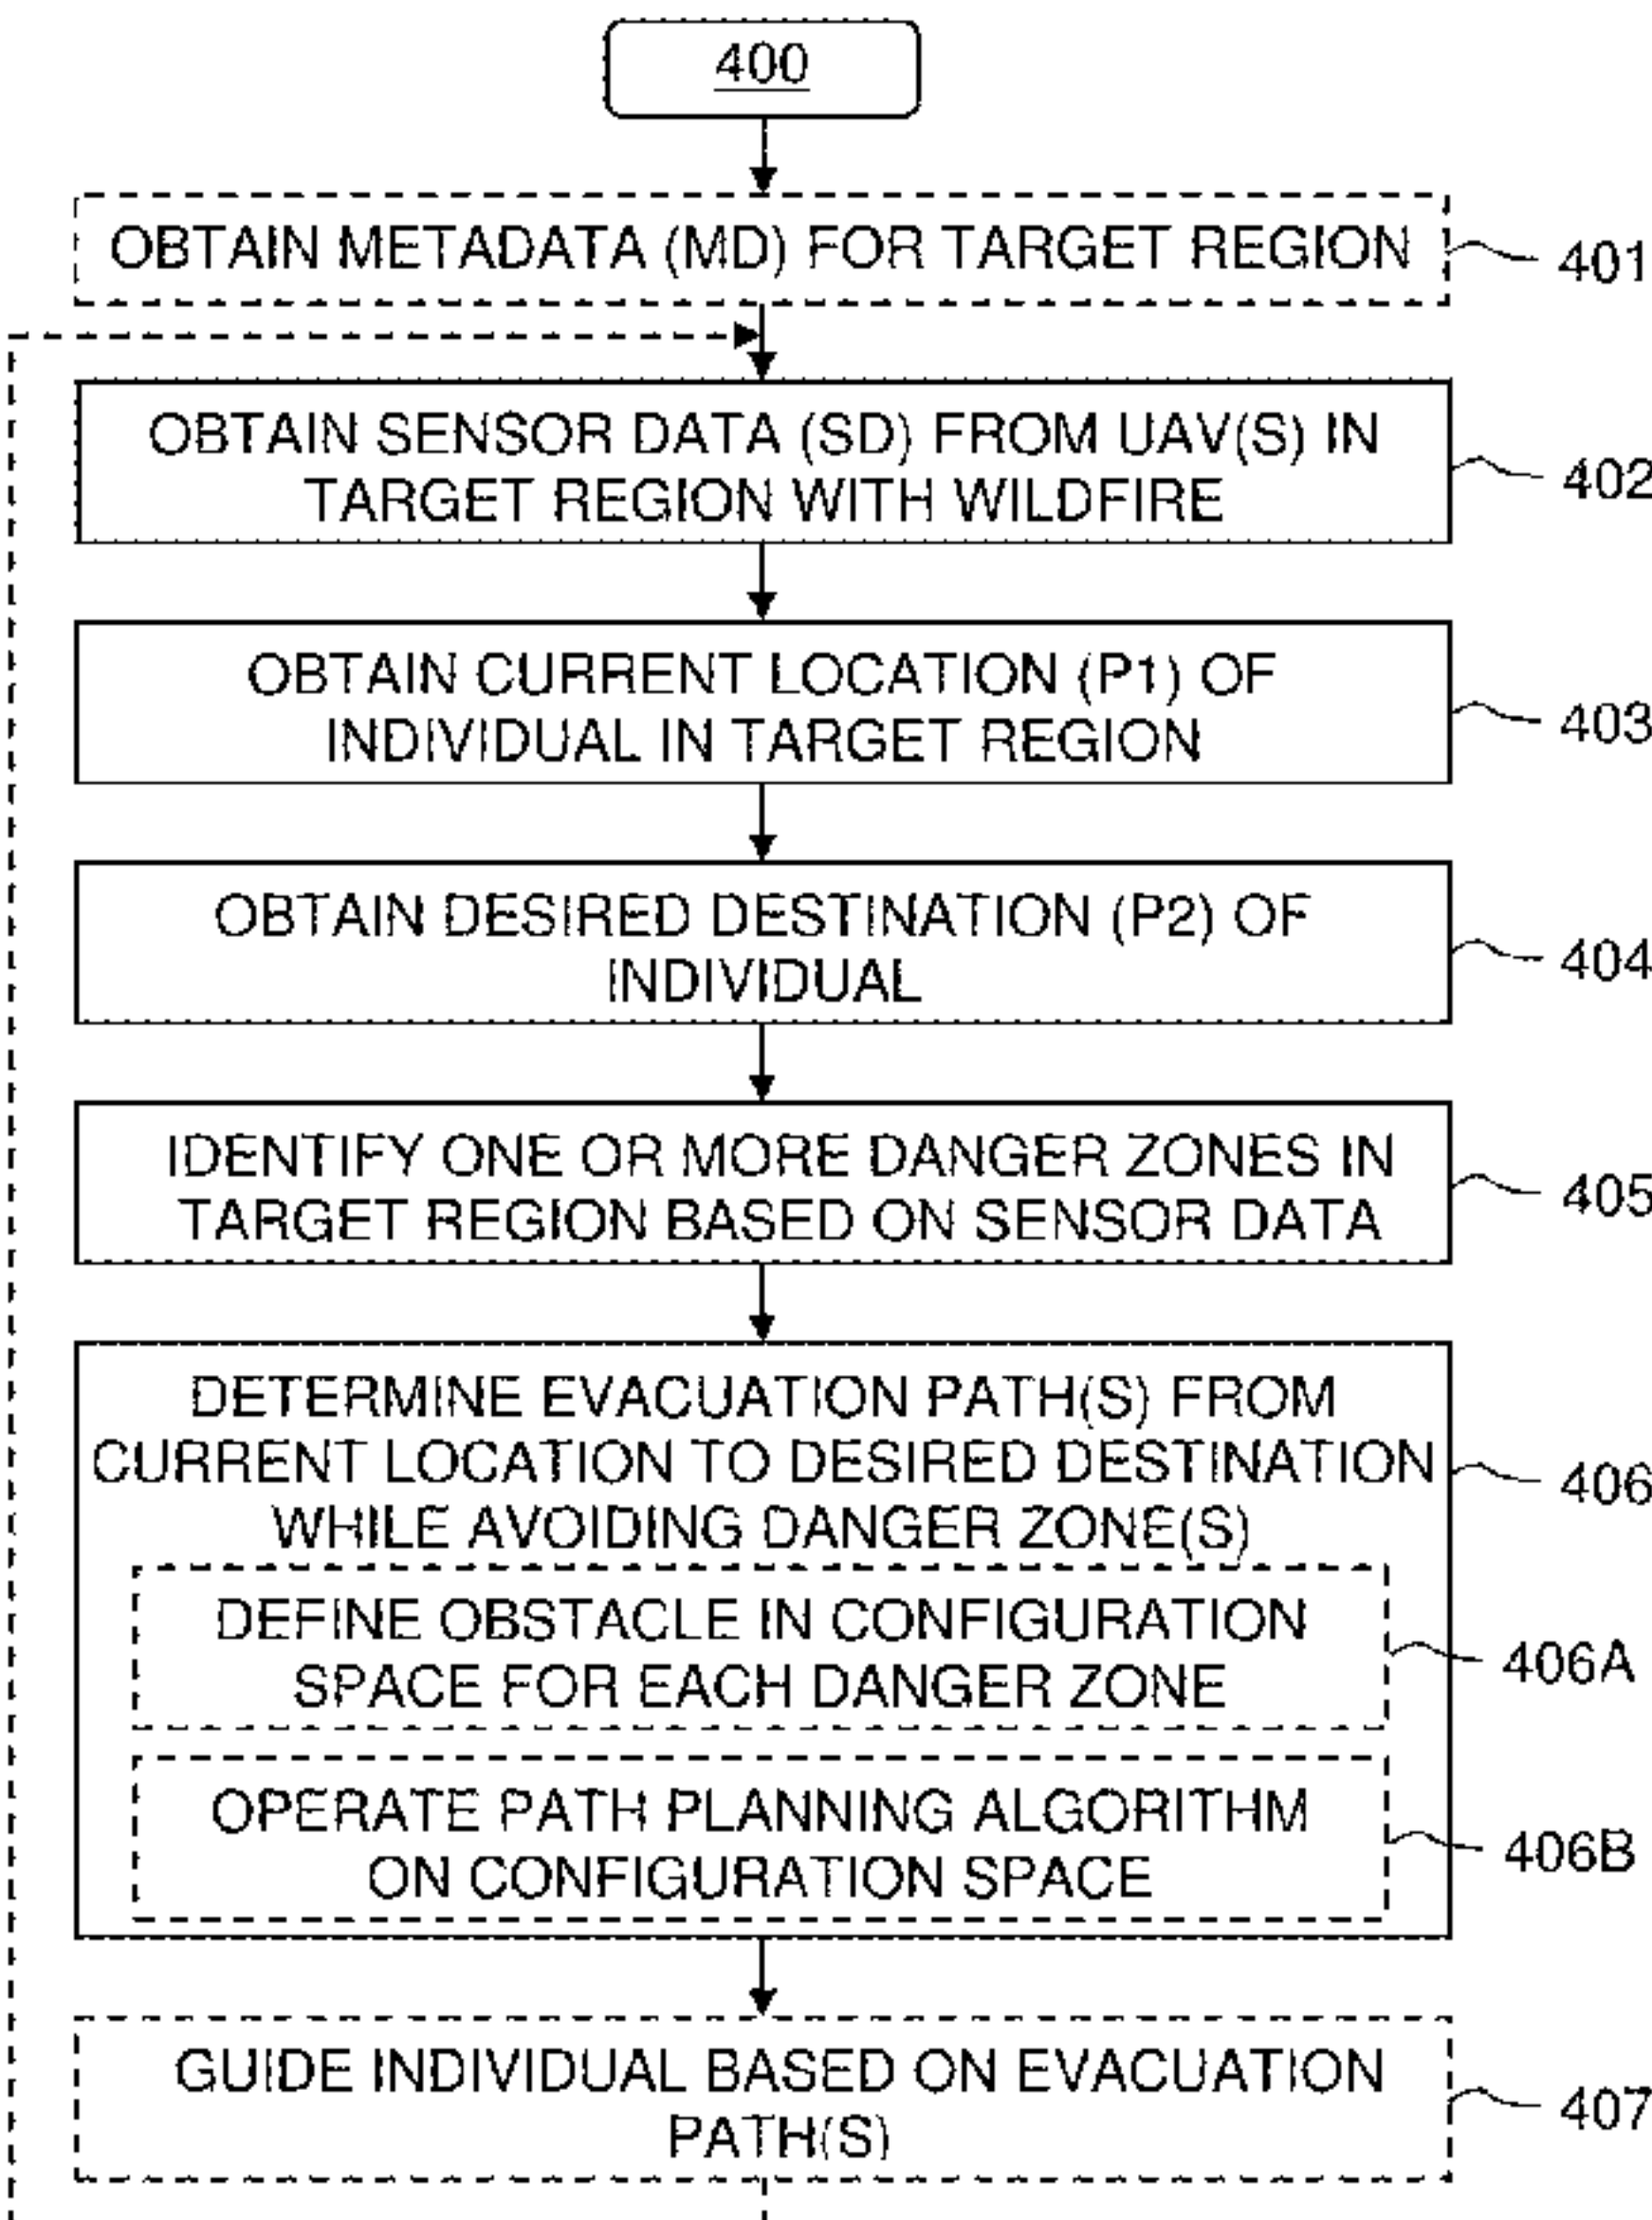 400
OBTAIN METADATA (MD) FOR TARGET REGION
401
OBTAIN SENSOR DATA (SD) FROM UAV(S) IN
TARGET REGION WITH WILDFIRE
402
OBTAIN CURRENT LOCATION (P1) OF
INDIVIDUAL IN TARGET REGION
403
OBTAIN DESIRED DESTINATION (P2) OF
INDIVIDUAL
404
IDENTIFY ONE OR MORE DANGER ZONES IN
TARGET REGION BASED ON SENSOR DATA
405
DETERMINE EVACUATION PATH(S) FROM
CURRENT LOCATION TO DESIRED DESTINATION
WHILE AVOIDING DANGER ZONE(S)
406
DEFINE OBSTACLE IN CONFIGURATION
SPACE FOR EACH DANGER ZONE
406A
OPERATE PATH PLANNING ALGORITHM
ON CONFIGURATION SPACE
406B
GUIDE INDIVIDUAL BASED ON EVACUATION
PATH(S)
407